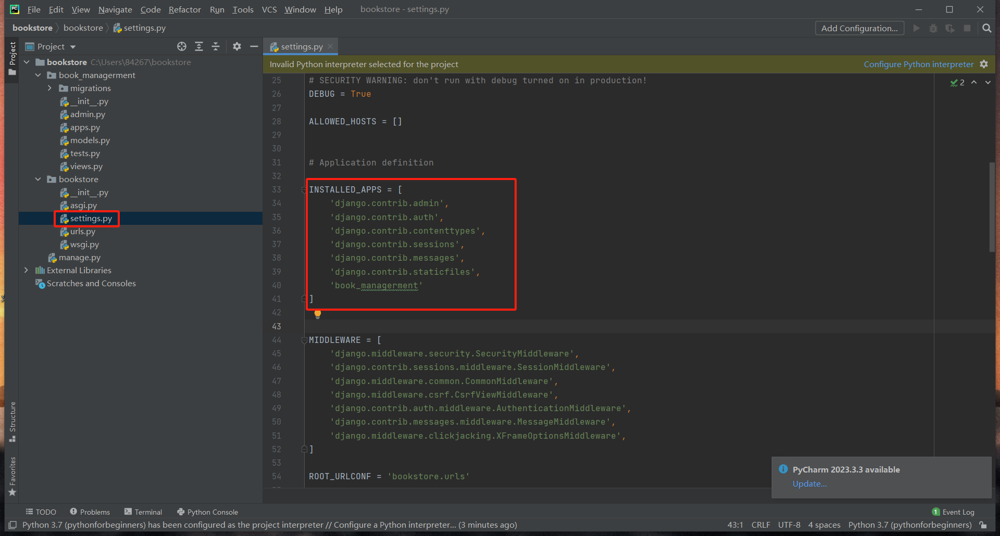 PC File Edit View Navigate Code Refactor Run Tools VCS Window Help bookstore - settings.py
bookstore bookstore settings.py Add Configuration...
Project
Project
settings.py
bookstore C:\Users\84267\bookstore
book_managerment
migrations
__init__.py
admin.py
apps.py
models.py
tests.py
views.py
bookstore
__init__.py
asgi.py
settings.py
urls.py
wsgi.py
manage.py
External Libraries
Scratches and Consoles
Structure
Favorites
Invalid Python interpreter selected for the project Configure Python interpreter
2
25 # SECURITY WARNING: don't run with debug turned on in production!
26 DEBUG = True
27
28 ALLOWED_HOSTS = []
29
30
31 # Application definition
32
33 INSTALLED_APPS = [
34 'django.contrib.admin',
35 'django.contrib.auth',
36 'django.contrib.contenttypes',
37 'django.contrib.sessions',
38 'django.contrib.messages',
39 'django.contrib.staticfiles',
40 'book_managerment'
41 ]
42
43
44 MIDDLEWARE = [
45 'django.middleware.security.SecurityMiddleware',
46 'django.contrib.sessions.middleware.SessionMiddleware',
47 'django.middleware.common.CommonMiddleware',
48 'django.middleware.csrf.CsrfViewMiddleware',
49 'django.contrib.auth.middleware.AuthenticationMiddleware',
50 'django.contrib.messages.middleware.MessageMiddleware',
51 'django.middleware.clickjacking.XFrameOptionsMiddleware',
52 ]
53
54 ROOT_URLCONF = 'bookstore.urls'
PyCharm 2023.3.3 available
Update...
TODO Problems Terminal Python Console 1 Event Log
Python 3.7 (pythonforbeginners) has been configured as the project interpreter // Configure a Python interpreter... (3 minutes ago) 43:1 CRLF UTF-8 4 spaces Python 3.7 (pythonforbeginners)